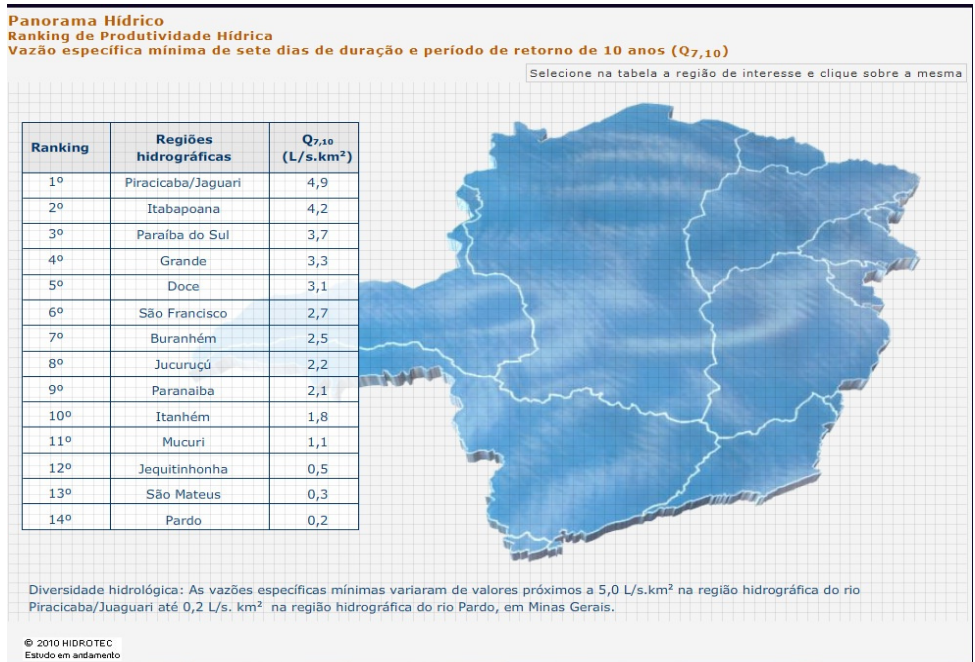 Panorama Hídrico
Ranking de Produtividade Hídrica
Vazão específica mínima de sete dias de duração e período de retorno de 10 anos (Q7,10)
Selecione na tabela a região de interesse e clique sobre a mesma
Ranking Regiões hidrográficas Q7,10 (L/s.km²)
1º Piracicaba/Jaguari 4,9
2º Itabapoana 4,2
3º Paraíba do Sul 3,7
4º Grande 3,3
5º Doce 3,1
6º São Francisco 2,7
7º Buranhém 2,5
8º Jucuruçú 2,2
9º Paranaiba 2,1
10º Itanhém 1,8
11º Mucuri 1,1
12º Jequitinhonha 0,5
13º São Mateus 0,3
14º Pardo 0,2
Diversidade hidrológica: As vazões específicas mínimas variaram de valores próximos a 5,0 L/s.km² na região hidrográfica do rio
Piracicaba/Juaguari até 0,2 L/s. km² na região hidrográfica do rio Pardo, em Minas Gerais.
© 2010 HIDROTEC
Estudo em andamento